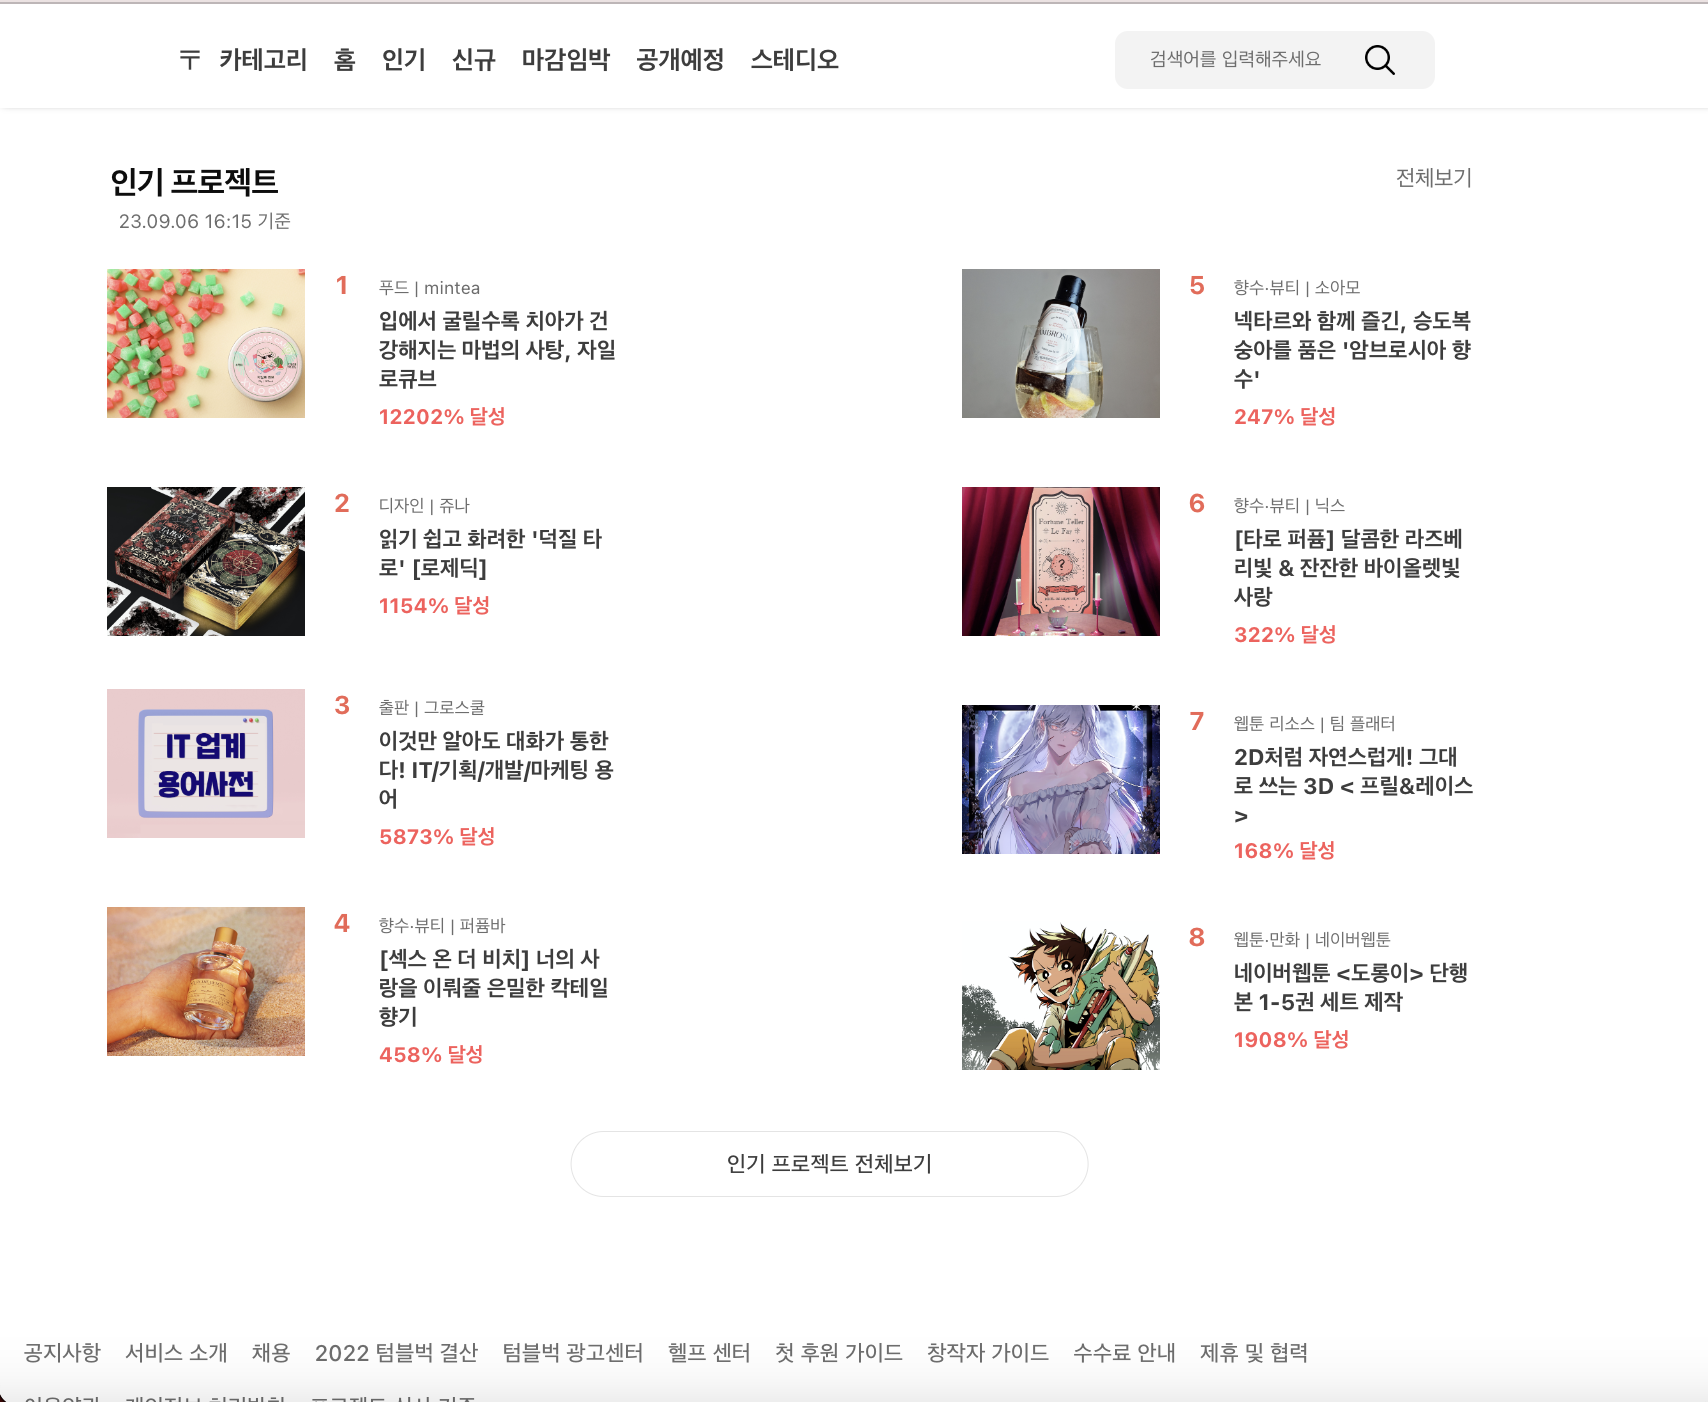 카테고리 홈 인기 신규 마감임박 공개예정 스테디오
검색어를 입력해주세요
인기 프로젝트
전체보기
23.09.06 16:15 기준
1
푸드 | mintea
입에서 굴릴수록 치아가 건
강해지는 마법의 사탕, 자일
로큐브
12202% 달성
2
디자인 | 쥬나
읽기 쉽고 화려한 '덕질 타
로' [로제딕]
1154% 달성
IT 업계
용어사전
3
출판 | 그로스쿨
이것만 알아도 대화가 통한
다! IT/기획/개발/마케팅 용
어
5873% 달성
4
향수·뷰티 | 퍼퓸바
[섹스 온 더 비치] 너의 사
랑을 이뤄줄 은밀한 칵테일
향기
458% 달성
5
향수·뷰티 | 소아모
넥타르와 함께 즐긴, 승도복
숭아를 품은 '암브로시아 향
수'
247% 달성
Fortune Teller
Le Fay
?
6
향수·뷰티 | 닉스
[타로 퍼퓸] 달콤한 라즈베
리빛 & 잔잔한 바이올렛빛
사랑
322% 달성
7
웹툰 리소스 | 팀 플래터
2D처럼 자연스럽게! 그대
로 쓰는 3D < 프릴&레이스
>
168% 달성
8
웹툰·만화 | 네이버웹툰
네이버웹툰 <도롱이> 단행
본 1-5권 세트 제작
1908% 달성
인기 프로젝트 전체보기
공지사항 서비스 소개 채용 2022 텀블벅 결산 텀블벅 광고센터 헬프 센터 첫 후원 가이드 창작자 가이드 수수료 안내 제휴 및 협력